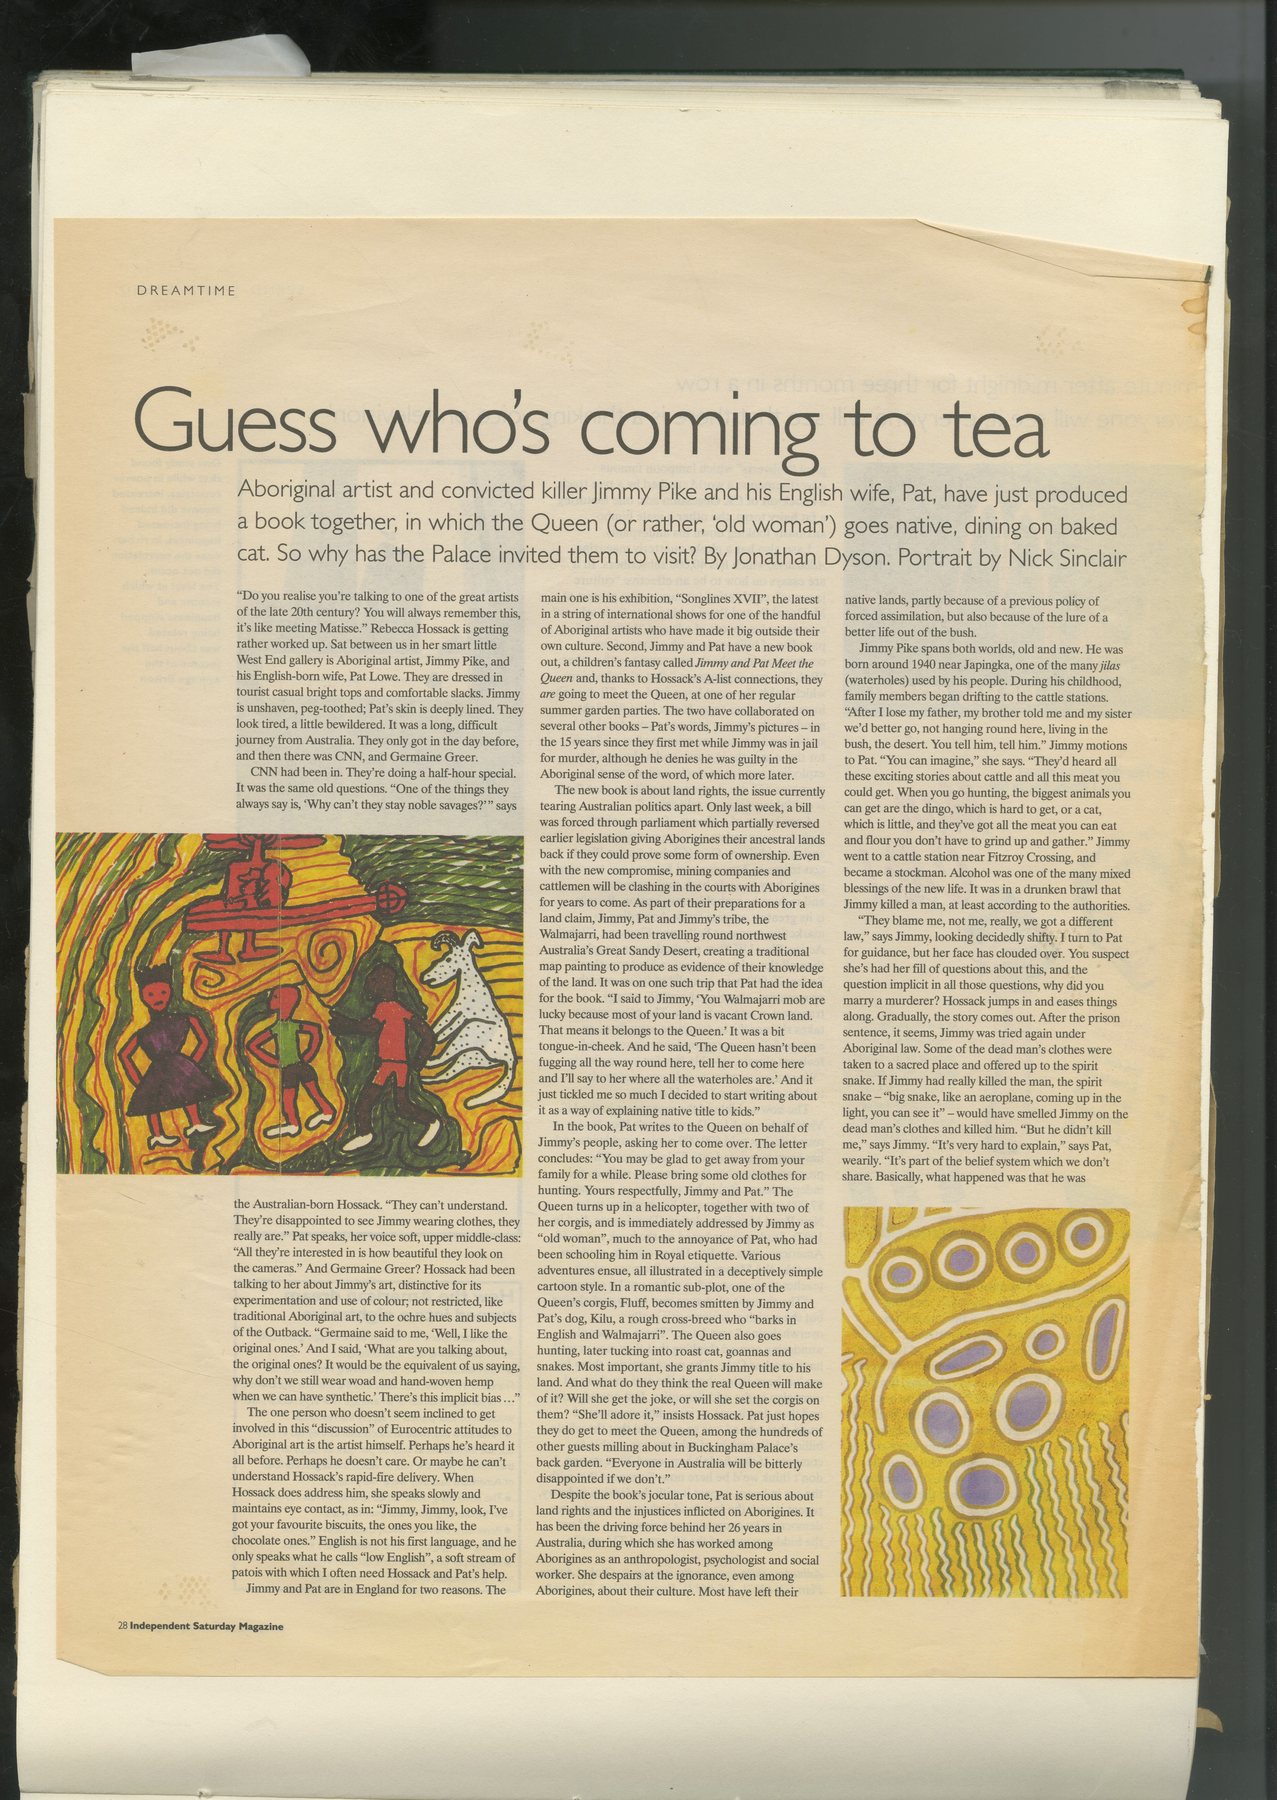 DREAMTIME
Guess who's coming to tea
Aboriginal artist and convicted killer Jimmy Pike and his English wife, Pat, have just produced
a book together, in which the Queen (or rather, 'old woman') goes native, dining on baked
cat. So why has the Palace invited them to visit? By Jonathan Dyson. Portrait by Nick Sinclair
"Do you realise you're talking to one of the great artists
of the late 20th century? You will always remember this,
it's like meeting Matisse." Rebecca Hossack is getting
rather worked up. Sat between us in her smart little
West End gallery is Aboriginal artist, Jimmy Pike, and
his English-born wife, Pat Lowe. They are dressed in
tourist casual bright tops and comfortable slacks. Jimmy
is unshaven, peg-toothed; Pat's skin is deeply lined. They
look tired, a little bewildered. It was a long, difficult
journey from Australia. They only got in the day before,
and then there was CNN, and Germaine Greer.
CNN had been in. They're doing a half-hour special.
It was the same old questions. "One of the things they
always say is, 'Why can't they stay noble savages?'" says
the Australian-born Hossack. "They can't understand.
They're disappointed to see Jimmy wearing clothes, they
really are." Pat speaks, her voice soft, upper middle-class:
"All they're interested in is how beautiful they look on
the cameras." And Germaine Greer? Hossack had been
talking to her about Jimmy's art, distinctive for its
experimentation and use of colour; not restricted, like
traditional Aboriginal art, to the ochre hues and subjects
of the Outback. "Germaine said to me, 'Well, I like the
original ones.' And I said, 'What are you talking about,
the original ones? It would be the equivalent of us saying,
why don't we still wear woad and hand-woven hemp
when we can have synthetic.' There's this implicit bias ..."
The one person who doesn't seem inclined to get
involved in this "discussion" of Eurocentric attitudes to
Aboriginal art is the artist himself. Perhaps he's heard it
all before. Perhaps he doesn't care. Or maybe he can't
understand Hossack's rapid-fire delivery. When
Hossack does address him, she speaks slowly and
maintains eye contact, as in: "Jimmy, Jimmy, look, I've
got your favourite biscuits, the ones you like, the
chocolate ones." English is not his first language, and he
only speaks what he calls "low English", a soft stream of
patois with which I often need Hossack and Pat's help.
Jimmy and Pat are in England for two reasons. The
main one is his exhibition, "Songlines XVII", the latest
in a string of international shows for one of the handful
of Aboriginal artists who have made it big outside their
own culture. Second, Jimmy and Pat have a new book
out, a children's fantasy called Jimmy and Pat Meet the
Queen and, thanks to Hossack's A-list connections, they
are going to meet the Queen, at one of her regular
summer garden parties. The two have collaborated on
several other books – Pat's words, Jimmy's pictures – in
the 15 years since they first met while Jimmy was in jail
for murder, although he denies he was guilty in the
Aboriginal sense of the word, of which more later.
The new book is about land rights, the issue currently
tearing Australian politics apart. Only last week, a bill
was forced through parliament which partially reversed
earlier legislation giving Aborigines their ancestral lands
back if they could prove some form of ownership. Even
with the new compromise, mining companies and
cattlemen will be clashing in the courts with Aborigines
for years to come. As part of their preparations for a
land claim, Jimmy, Pat and Jimmy's tribe, the
Walmajarri, had been travelling round northwest
Australia's Great Sandy Desert, creating a traditional
map painting to produce as evidence of their knowledge
of the land. It was on one such trip that Pat had the idea
for the book. "I said to Jimmy, 'You Walmajarri mob are
lucky because most of your land is vacant Crown land.
That means it belongs to the Queen.' It was a bit
tongue-in-cheek. And he said, 'The Queen hasn't been
fugging all the way round here, tell her to come here
and I'll say to her where all the waterholes are.' And it
just tickled me so much I decided to start writing about
it as a way of explaining native title to kids."
In the book, Pat writes to the Queen on behalf of
Jimmy's people, asking her to come over. The letter
concludes: "You may be glad to get away from your
family for a while. Please bring some old clothes for
hunting. Yours respectfully, Jimmy and Pat." The
Queen turns up in a helicopter, together with two of
her corgis, and is immediately addressed by Jimmy as
"old woman", much to the annoyance of Pat, who had
been schooling him in Royal etiquette. Various
adventures ensue, all illustrated in a deceptively simple
cartoon style. In a romantic sub-plot, one of the
Queen's corgis, Fluff, becomes smitten by Jimmy and
Pat's dog, Kilu, a rough cross-breed who "barks in
English and Walmajarri". The Queen also goes
hunting, later tucking into roast cat, goannas and
snakes. Most important, she grants Jimmy title to his
land. And what do they think the real Queen will make
of it? Will she get the joke, or will she set the corgis on
them? "She'll adore it," insists Hossack. Pat just hopes
they do get to meet the Queen, among the hundreds of
other guests milling about in Buckingham Palace's
back garden. "Everyone in Australia will be bitterly
disappointed if we don't."
Despite the book's jocular tone, Pat is serious about
land rights and the injustices inflicted on Aborigines. It
has been the driving force behind her 26 years in
Australia, during which she has worked among
Aborigines as an anthropologist, psychologist and social
worker. She despairs at the ignorance, even among
Aborigines, about their culture. Most have left their
native lands, partly because of a previous policy of
forced assimilation, but also because of the lure of a
better life out of the bush.
Jimmy Pike spans both worlds, old and new. He was
born around 1940 near Japingka, one of the many jilas
(waterholes) used by his people. During his childhood,
family members began drifting to the cattle stations.
"After I lose my father, my brother told me and my sister
we'd better go, not hanging round here, living in the
bush, the desert. You tell him, tell him." Jimmy motions
to Pat. "You can imagine," she says. "They'd heard all
these exciting stories about cattle and all this meat you
could get. When you go hunting, the biggest animals you
can get are the dingo, which is hard to get, or a cat,
which is little, and they've got all the meat you can eat
and flour you don't have to grind up and gather." Jimmy
went to a cattle station near Fitzroy Crossing, and
became a stockman. Alcohol was one of the many mixed
blessings of the new life. It was in a drunken brawl that
Jimmy killed a man, at least according to the authorities.
"They blame me, not me, really, we got a different
law," says Jimmy, looking decidedly shifty. I turn to Pat
for guidance, but her face has clouded over. You suspect
she's had her fill of questions about this, and the
question implicit in all those questions, why did you
marry a murderer? Hossack jumps in and eases things
along. Gradually, the story comes out. After the prison
sentence, it seems, Jimmy was tried again under
Aboriginal law. Some of the dead man's clothes were
taken to a sacred place and offered up to the spirit
snake. If Jimmy had really killed the man, the spirit
snake – "big snake, like an aeroplane, coming up in the
light, you can see it" – would have smelled Jimmy on the
dead man's clothes and killed him. "But he didn't kill
me," says Jimmy. "It's very hard to explain," says Pat,
wearily. "It's part of the belief system which we don't
share. Basically, what happened was that he was
28 Independent Saturday Magazine